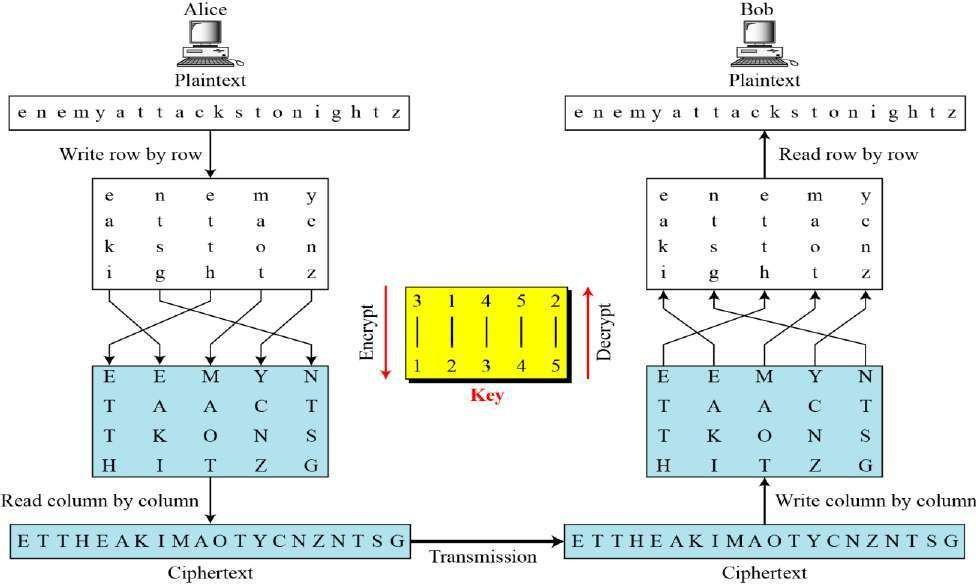 Alice
Bob
Plaintext
Plaintext
e n e m y a t t a c k s t o n i g h t z
e n e m y a t t a c k s t o n i g h t z
Write row by row
Read row by row
e n e m y
a t t a c
k s t o n
i g h t z
e n e m y
a t t a c
k s t o n
i g h t z
Encrypt
3 1 4 5 2
1 2 3 4 5
Decrypt
Key
E E M Y N
T A A C T
T K O N S
H I T Z G
E E M Y N
T A A C T
T K O N S
H I T Z G
Read column by column
Write column by column
E T T H E A K I M A O T Y C N Z N T S G
Transmission
E T T H E A K I M A O T Y C N Z N T S G
Ciphertext
Ciphertext